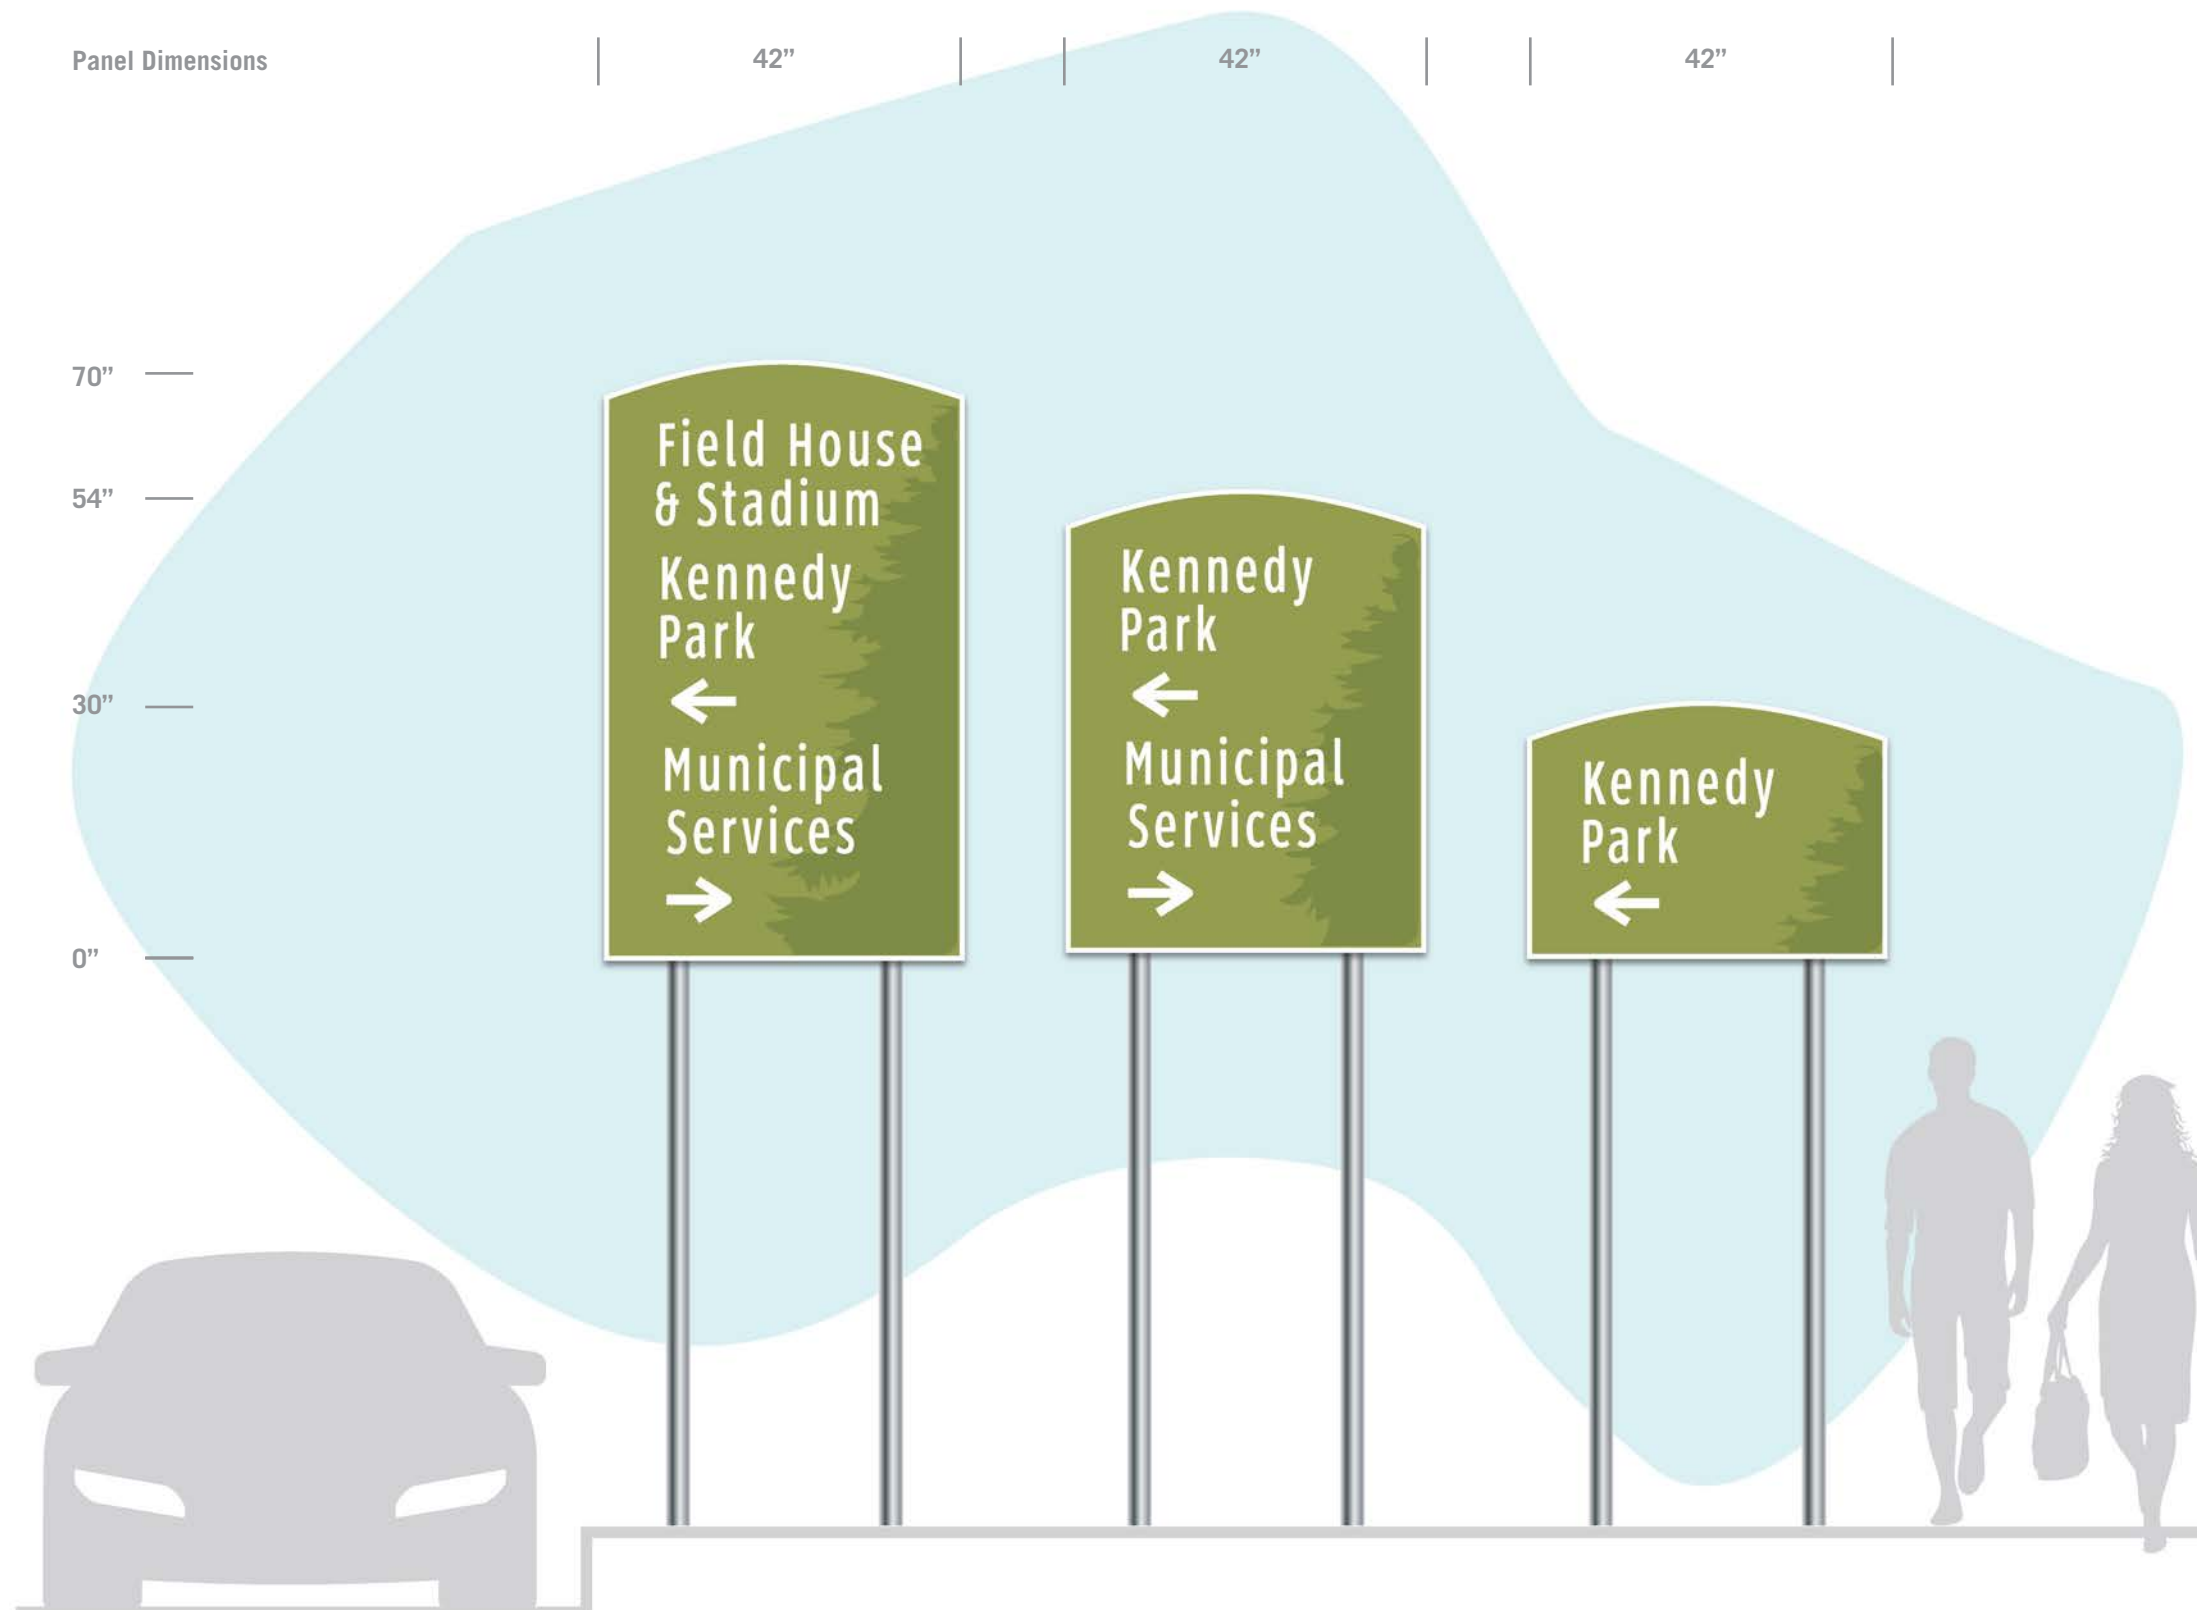 Panel Dimensions
42”
42”
42”
70”
54”
30”
0”
Field House
& Stadium
Kennedy
Park
←
Municipal
Services
→
Kennedy
Park
←
Municipal
Services
→
Kennedy
Park
←